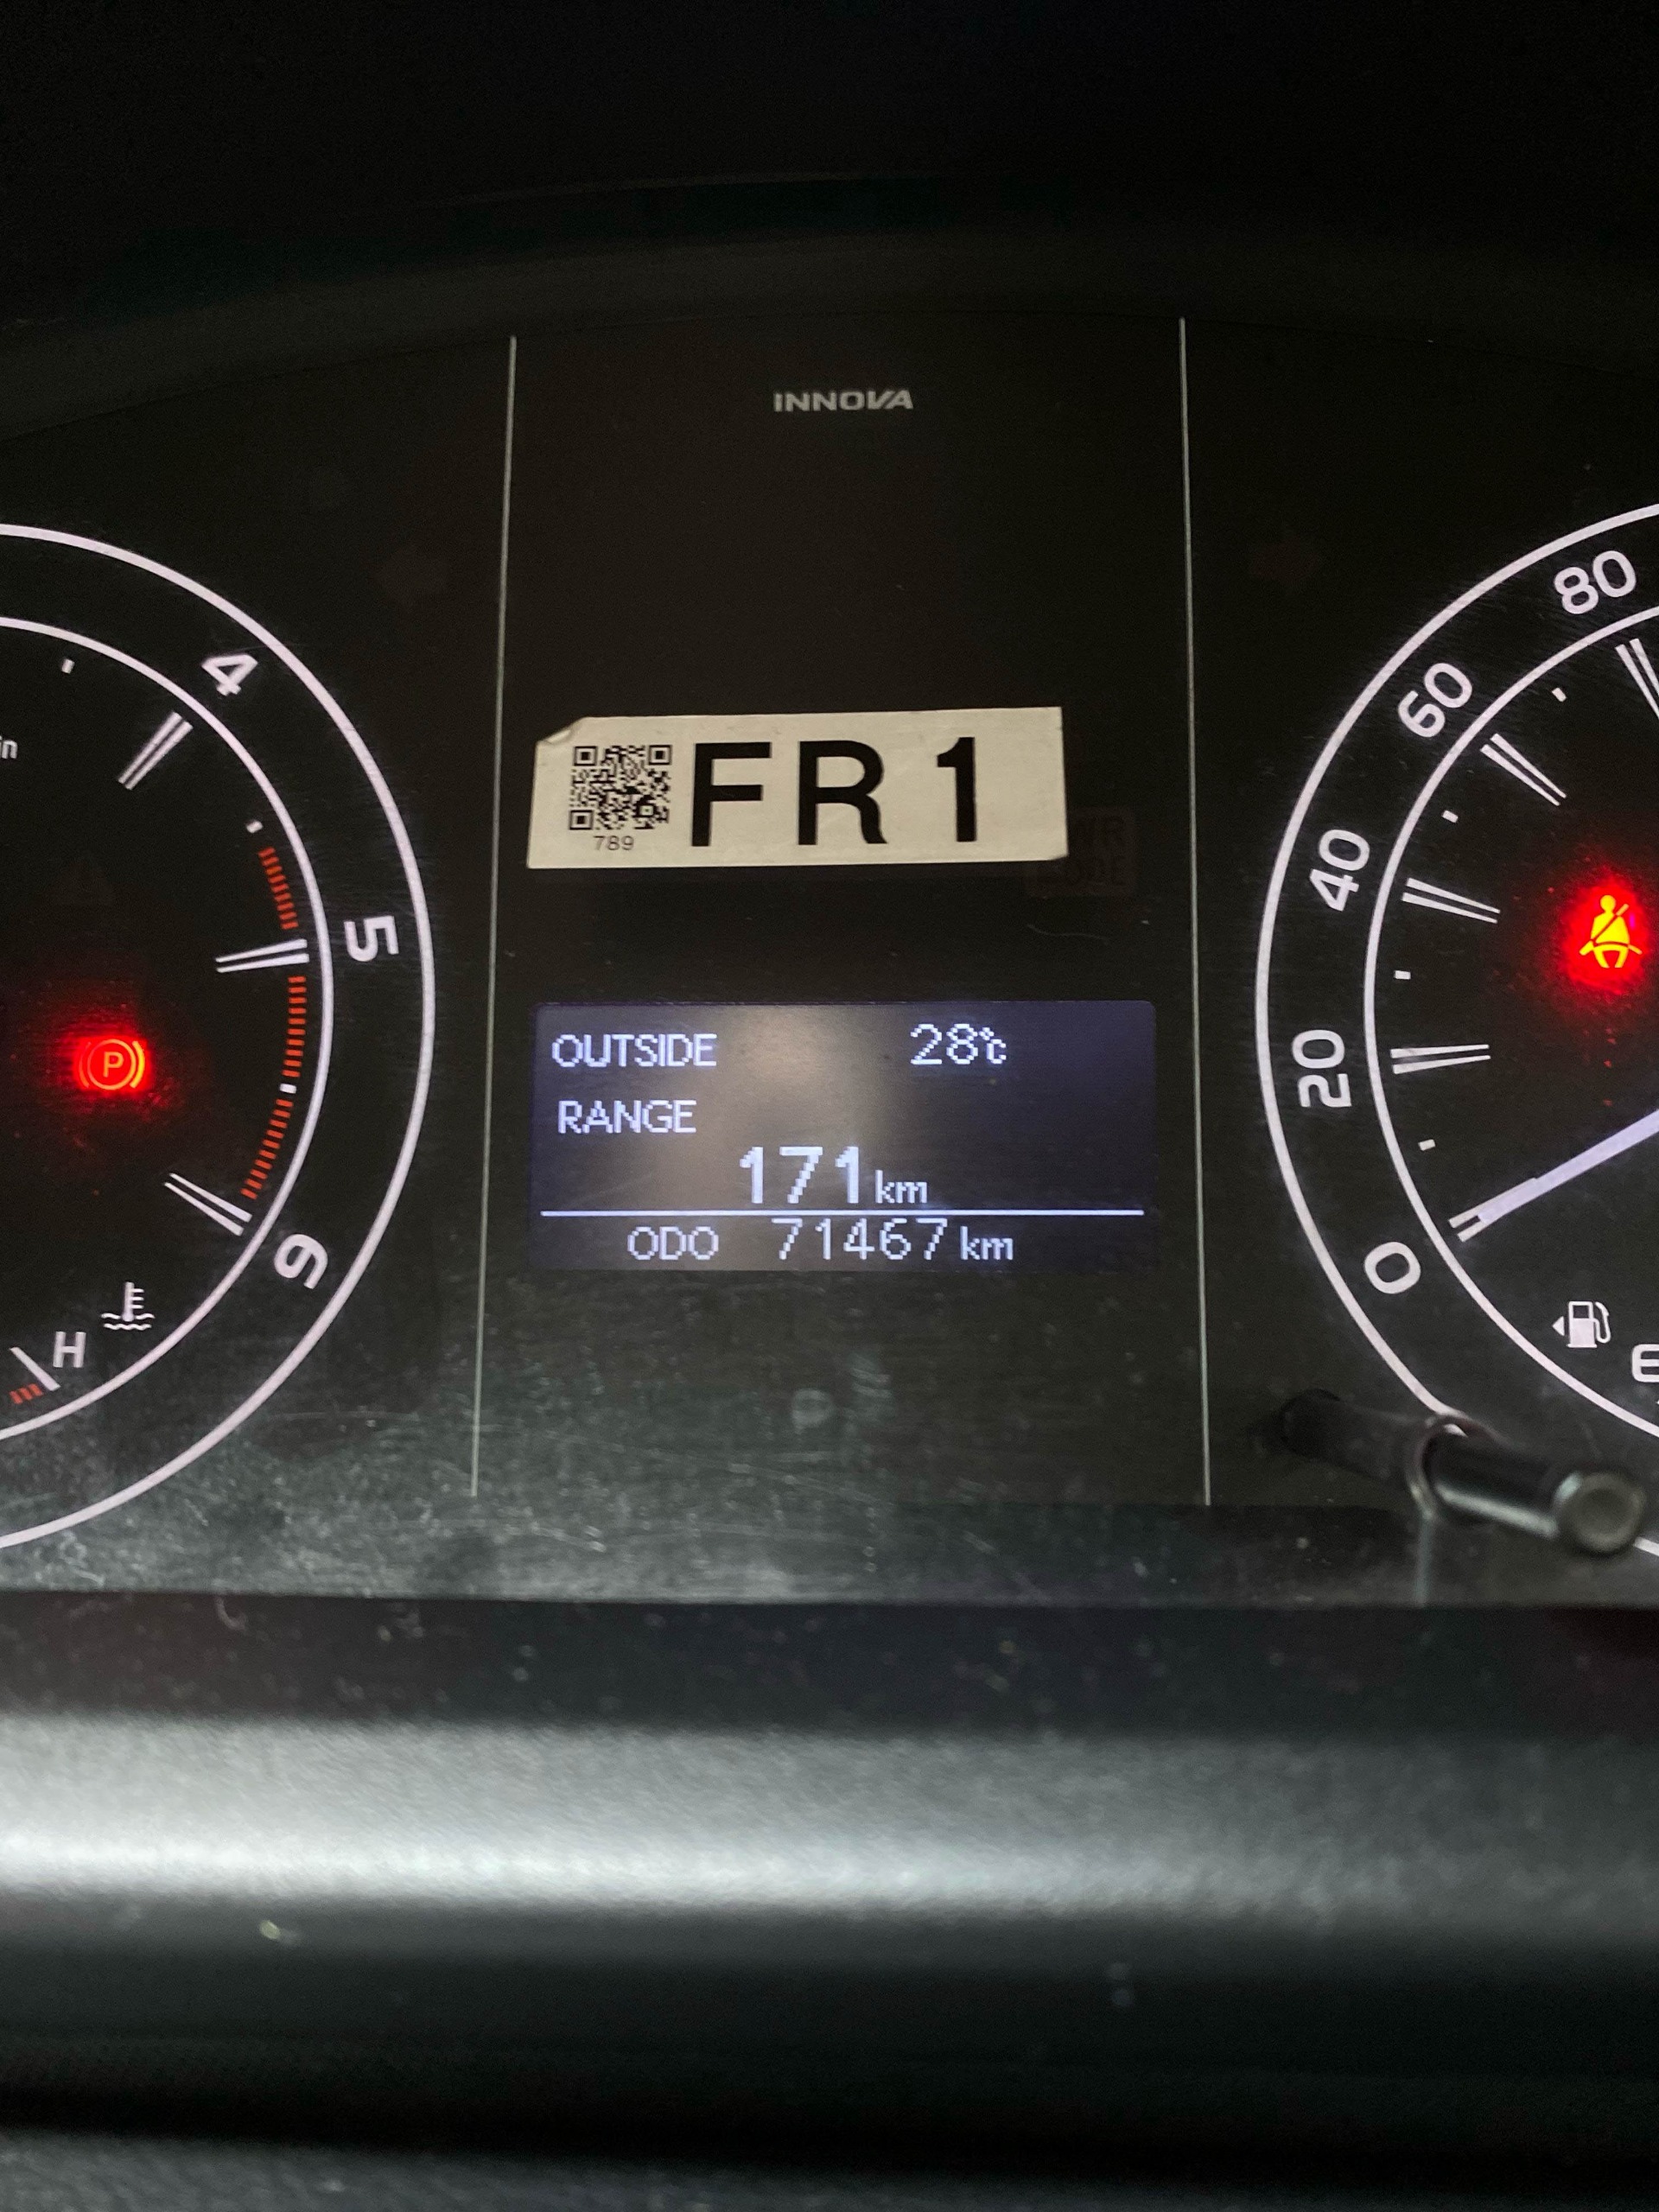 INNOVA
FR1
789
4
5
6
H
P
80
60
40
20
0
OUTSIDE 28℃
RANGE
171 km
ODO 71467 km